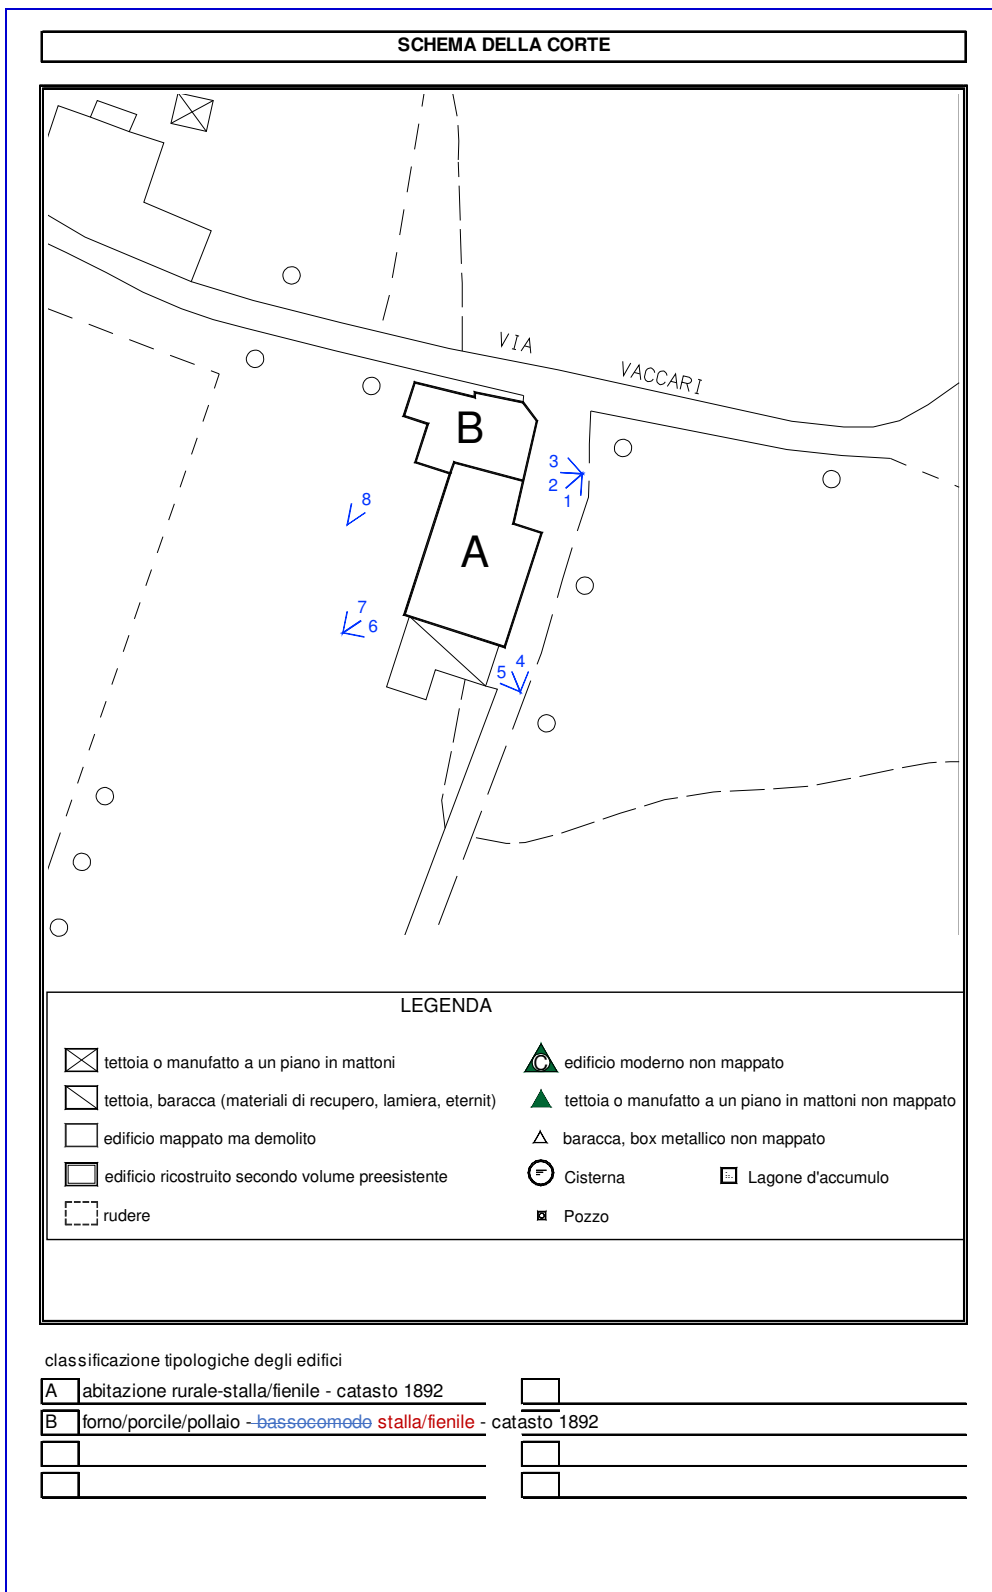 SCHEMA DELLA CORTE
VIA VACCARI
B
3
2
1
8
A
7
6
5 4
LEGENDA
tettoia o manufatto a un piano in mattoni
C edificio moderno non mappato
tettoia, baracca (materiali di recupero, lamiera, eternit)
tettoia o manufatto a un piano in mattoni non mappato
edificio mappato ma demolito
baracca, box metallico non mappato
edificio ricostruito secondo volume preesistente
Cisterna
Lagone d'accumulo
rudere
Pozzo
classificazione tipologiche degli edifici
A abitazione rurale-stalla/fienile - catasto 1892
B forno/porcile/pollaio - bassocomodo stalla/fienile - catasto 1892